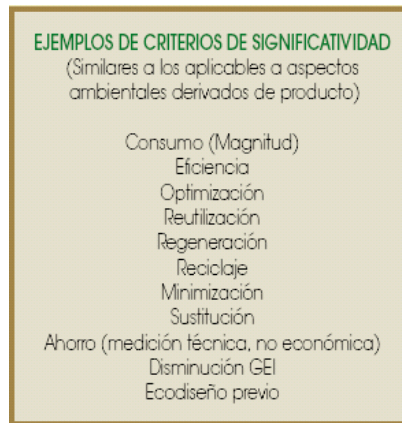 EJEMPLOS DE CRITERIOS DE SIGNIFICATIVIDAD
(Similares a los aplicables a aspectos
ambientales derivados de producto)
Consumo (Magnitud)
Eficiencia
Optimización
Reutilización
Regeneración
Reciclaje
Minimización
Sustitución
Ahorro (medición técnica, no económica)
Disminución GEI
Ecodiseño previo